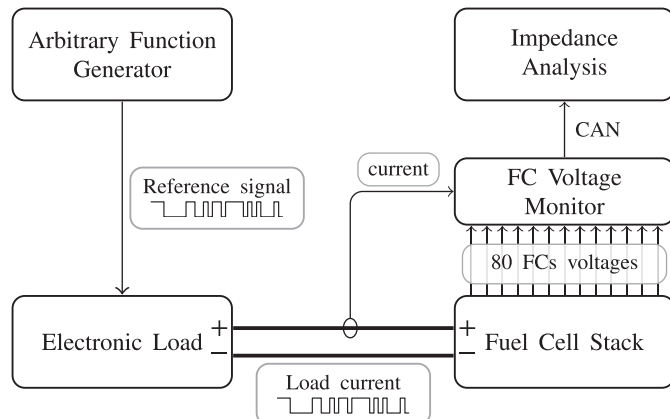 Arbitrary Function
Generator
Impedance
Analysis
CAN
Reference signal
current
FC Voltage
Monitor
80 FCs voltages
Electronic Load
+
−
+
−
Fuel Cell Stack
Load current